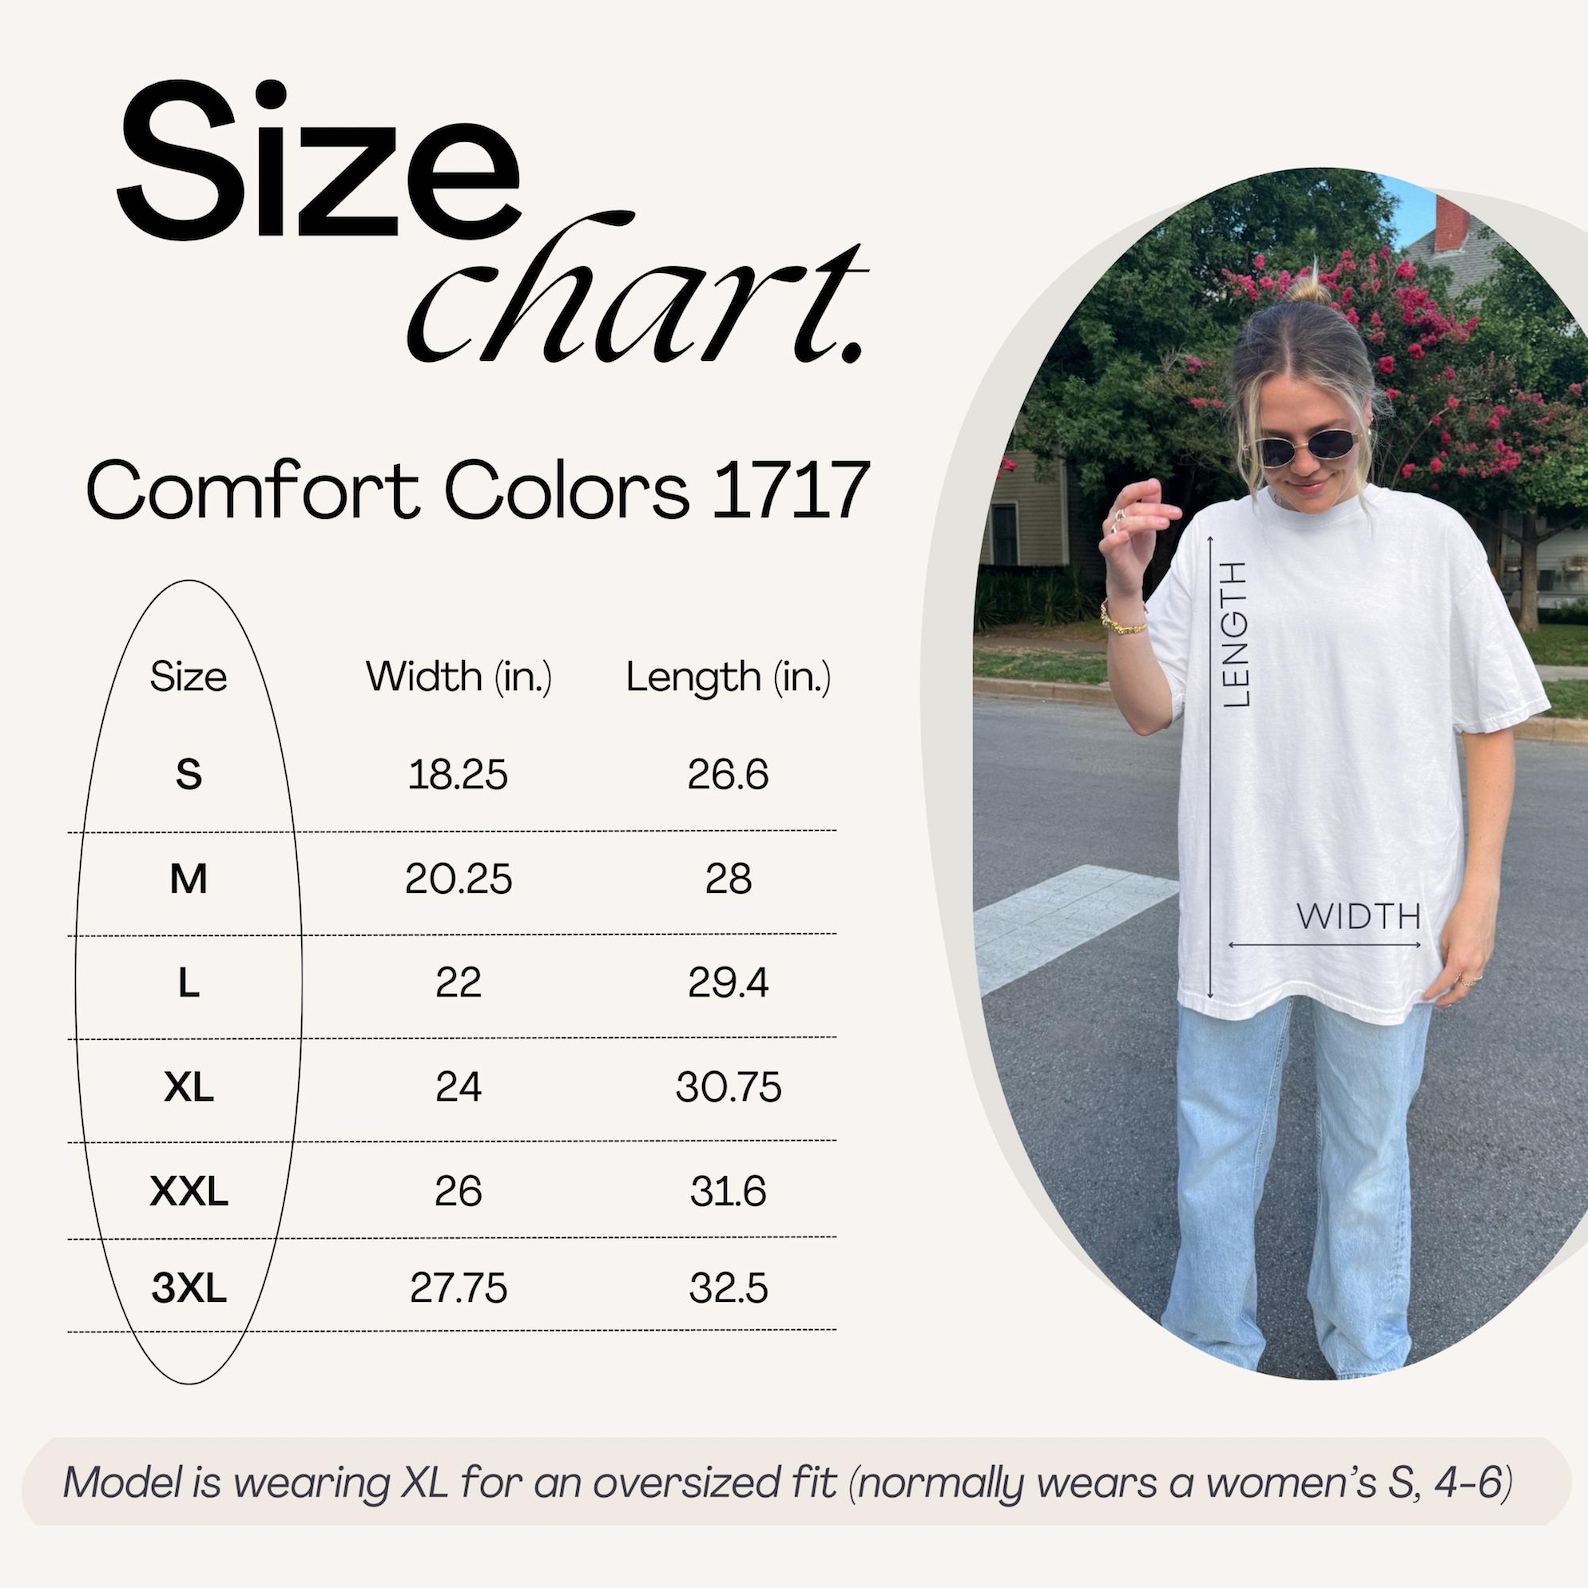 Size
chart.
Comfort Colors 1717
Size Width (in.) Length (in.)
S 18.25 26.6
M 20.25 28
L 22 29.4
XL 24 30.75
XXL 26 31.6
3XL 27.75 32.5
LENGTH
WIDTH
Model is wearing XL for an oversized fit (normally wears a women’s S, 4-6)